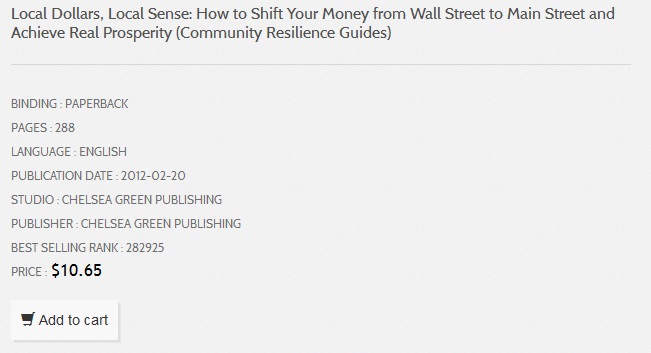 Local Dollars, Local Sense: How to Shift Your Money from Wall Street to Main Street and
Achieve Real Prosperity (Community Resilience Guides)
BINDING : PAPERBACK
PAGES : 288
LANGUAGE : ENGLISH
PUBLICATION DATE : 2012-02-20
STUDIO : CHELSEA GREEN PUBLISHING
PUBLISHER : CHELSEA GREEN PUBLISHING
BEST SELLING RANK : 282925
PRICE : $10.65
Add to cart